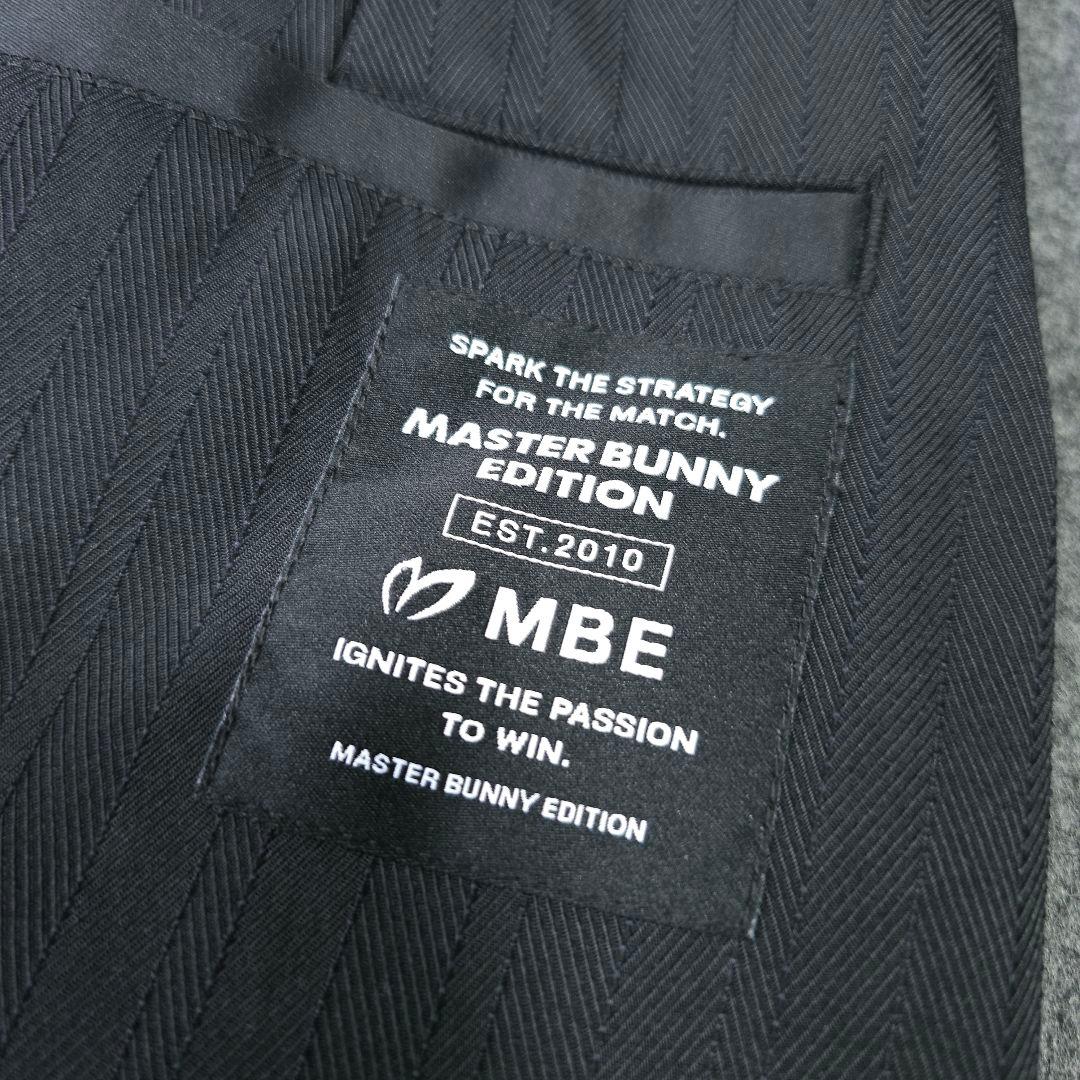 SPARK THE STRATEGY
FOR THE MATCH.
MASTER BUNNY
EDITION
EST.2010
MBE
IGNITES THE PASSION
TO WIN.
MASTER BUNNY EDITION